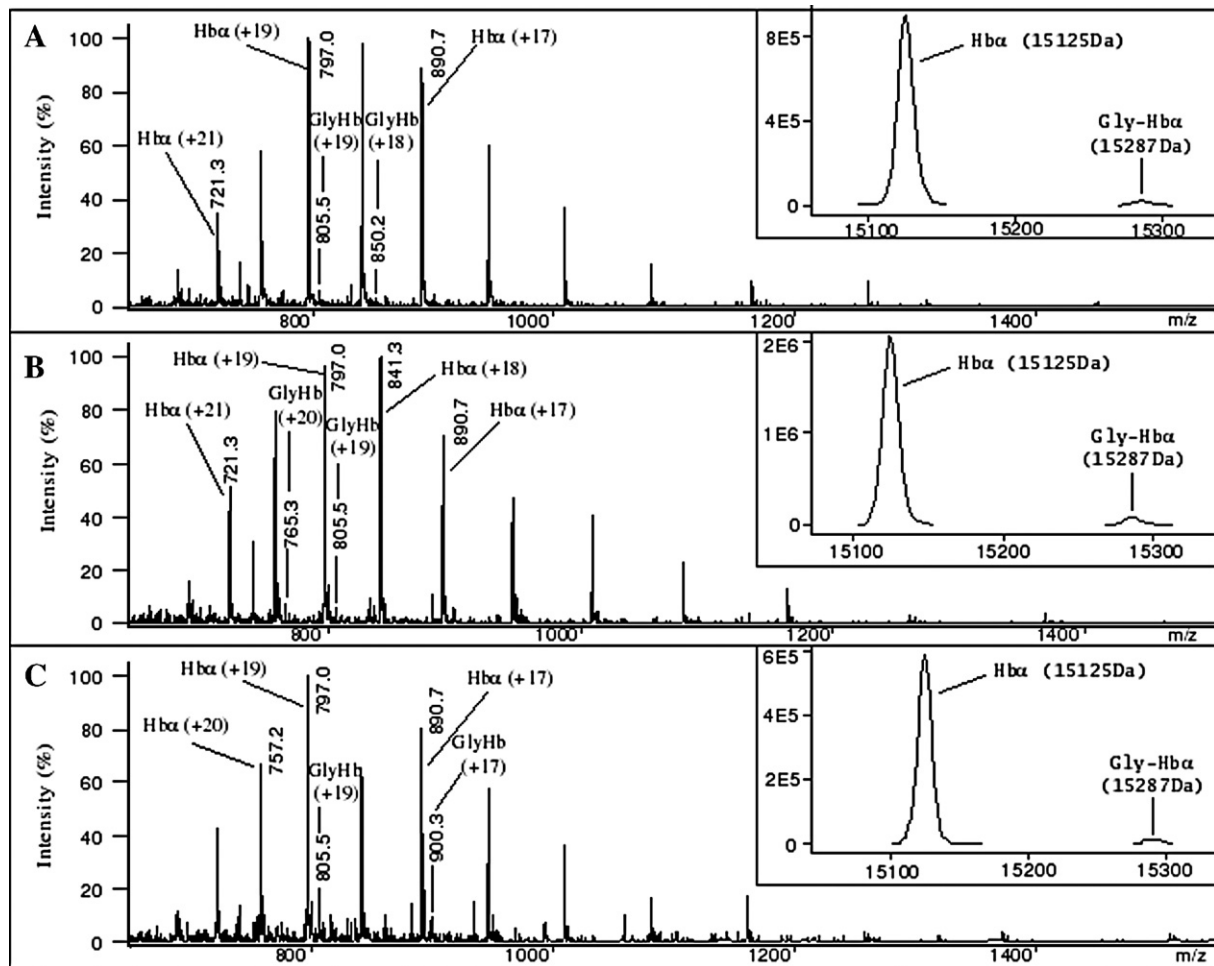 A
Intensity (%)
100
80
60
40
20
0
Hbα (+21)
721.3
Hbα (+19)
797.0
GlyHb
(+19)
805.5
GlyHb
(+18)
850.2
890.7
Hbα (+17)
800
1000
1200
1400
m/z
8E5
4E5
0
Hbα (15125Da)
Gly-Hbα
(15287Da)
15100
15200
15300
B
Intensity (%)
100
80
60
40
20
0
Hbα (+21)
721.3
Hbα (+19)
GlyHb
(+20)
765.3
797.0
GlyHb
(+19)
805.5
841.3
Hbα (+18)
890.7
Hbα (+17)
800
1000
1200
1400
m/z
2E6
1E6
0
Hbα (15125Da)
Gly-Hbα
(15287Da)
15100
15200
15300
C
Intensity (%)
100
80
60
40
20
0
Hbα (+20)
757.2
Hbα (+19)
797.0
GlyHb
(+19)
805.5
890.7
Hbα (+17)
GlyHb
(+17)
900.3
800
1000
1200
1400
m/z
6E5
4E5
2E5
0
Hbα (15125Da)
Gly-Hbα
(15287Da)
15100
15200
15300